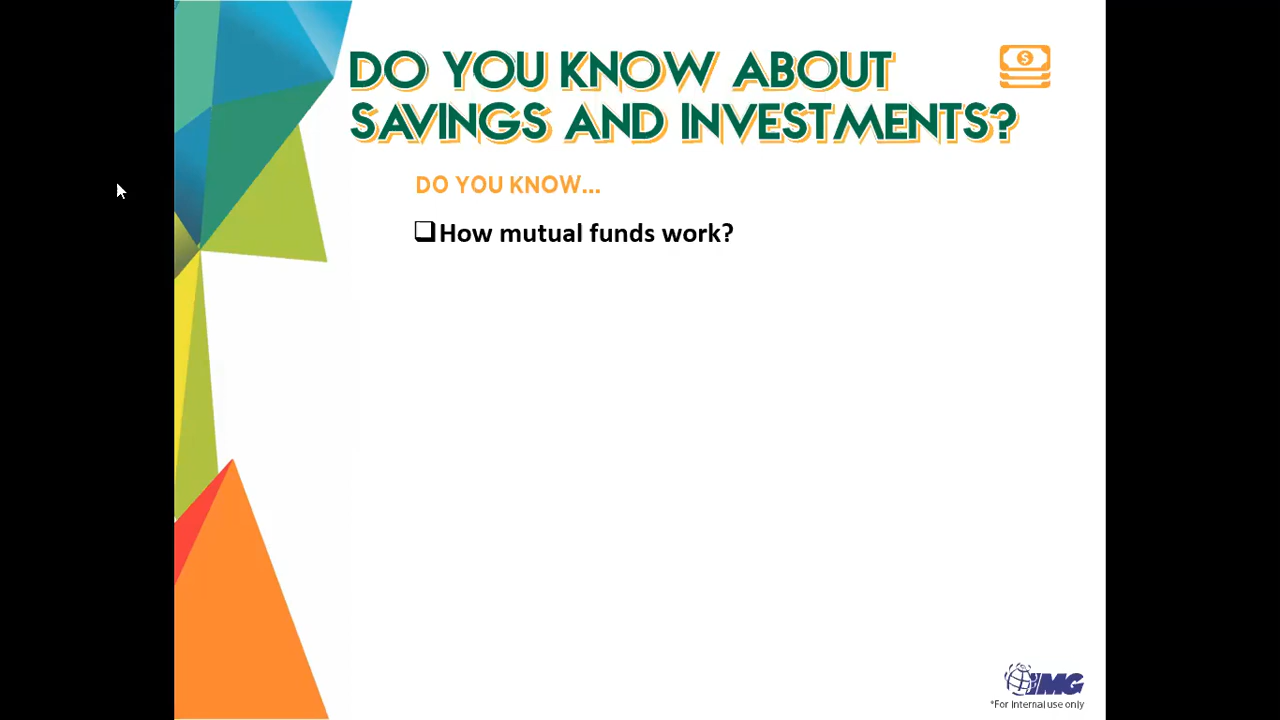 DO YOU KNOW ABOUT
SAVINGS AND INVESTMENTS?
DO YOU KNOW...
How mutual funds work?
IMG
*For internal use only